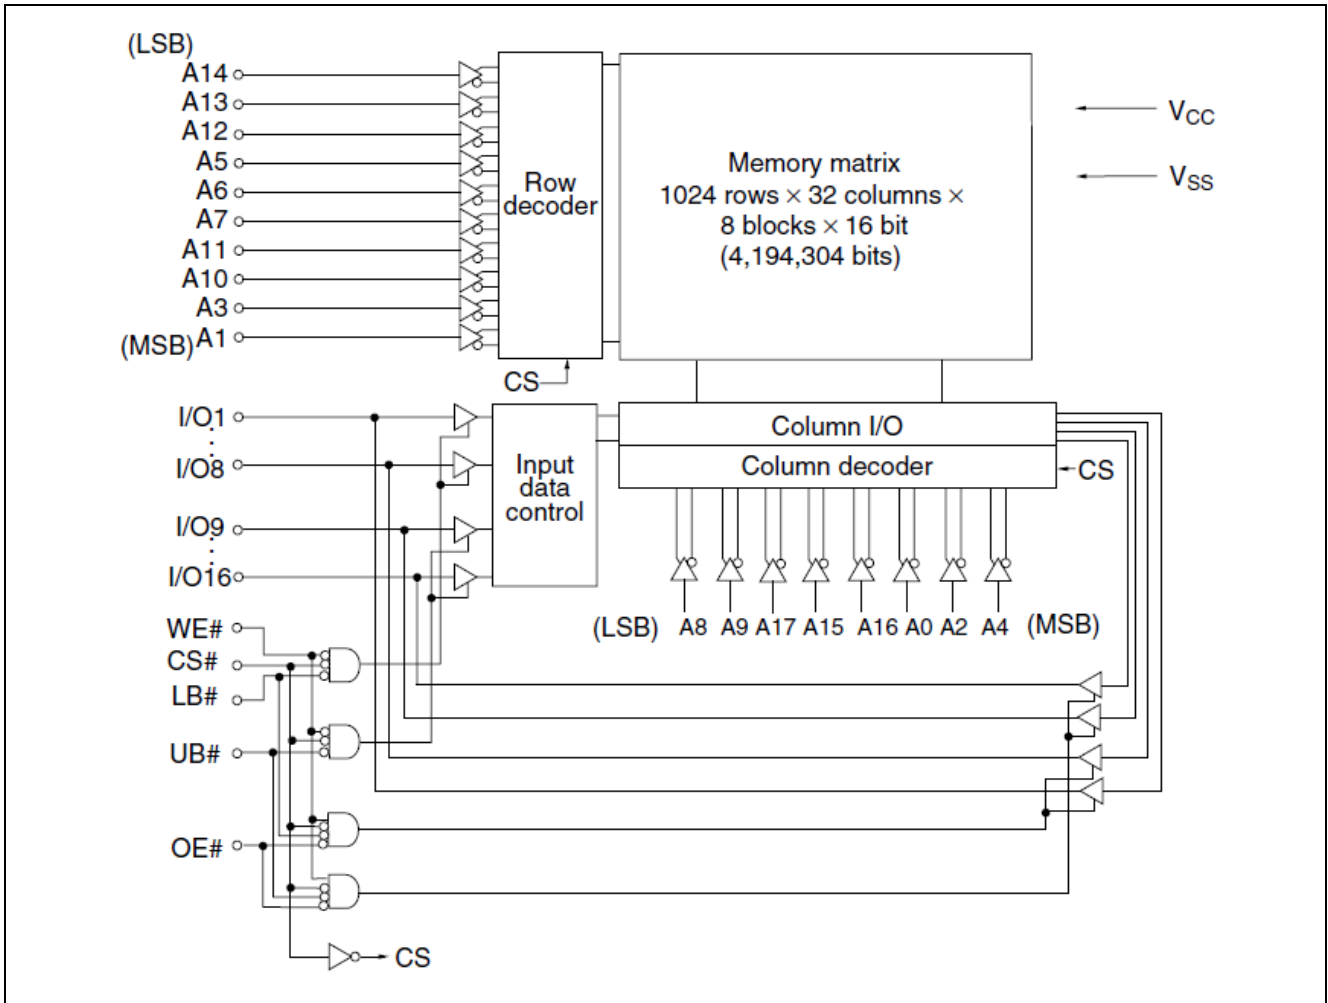 (LSB)
A14
A13
A12
A5
A6
A7
A11
A10
A3
(MSB) A1
Row
decoder
Memory matrix
1024 rows × 32 columns ×
8 blocks × 16 bit
(4,194,304 bits)
VCC
VSS
CS
I/O1
I/O8
I/O9
I/O16
Input
data
control
Column I/O
Column decoder
CS
(LSB) A8 A9 A17 A15 A16 A0 A2 A4 (MSB)
WE#
CS#
LB#
UB#
OE#
CS